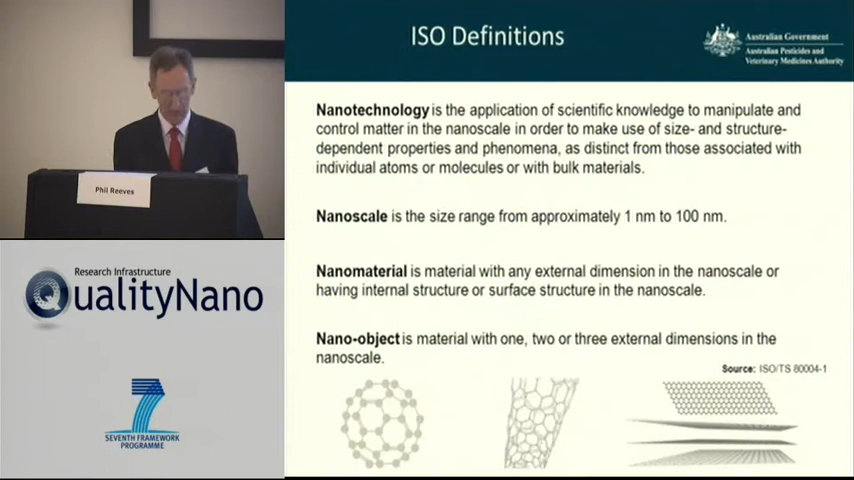 Phil Reeves
Research Infrastructure
QualityNano
7
SEVENTH FRAMEWORK
PROGRAMME
ISO Definitions
Australian Government
Australian Pesticides and
Veterinary Medicines Authority
Nanotechnology is the application of scientific knowledge to manipulate and
control matter in the nanoscale in order to make use of size- and structure-
dependent properties and phenomena, as distinct from those associated with
individual atoms or molecules or with bulk materials.
Nanoscale is the size range from approximately 1 nm to 100 nm.
Nanomaterial is material with any external dimension in the nanoscale or
having internal structure or surface structure in the nanoscale.
Nano-object is material with one, two or three external dimensions in the
nanoscale.
Source: ISO/TS 80004-1